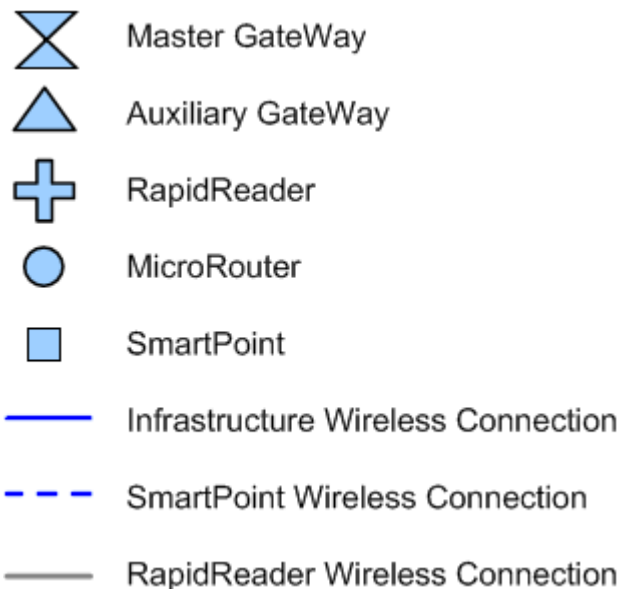 Master GateWay
Auxiliary GateWay
RapidReader
MicroRouter
SmartPoint
Infrastructure Wireless Connection
SmartPoint Wireless Connection
RapidReader Wireless Connection